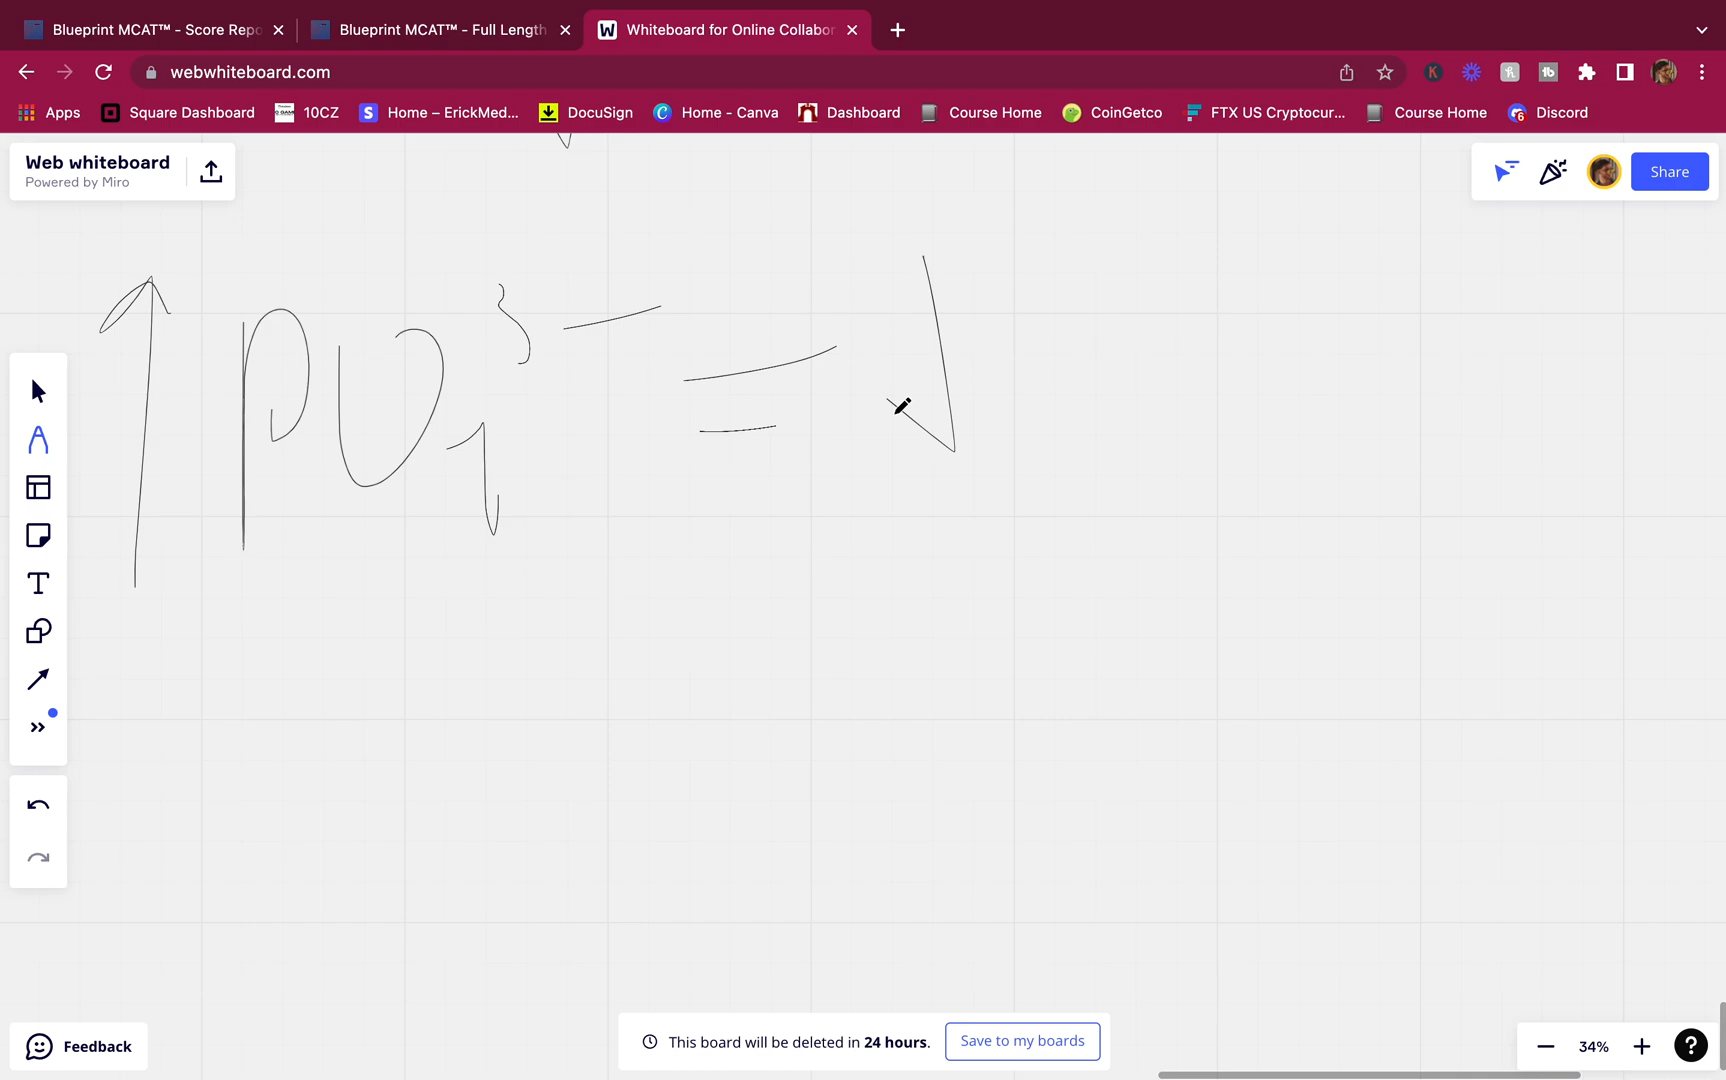 Blueprint MCAT™ - Score Repo
Blueprint MCAT™ - Full Length
W Whiteboard for Online Collabor
webwhiteboard.com
Apps
Square Dashboard
10CZ
Home – ErickMed...
DocuSign
Home - Canva
Dashboard
Course Home
CoinGetco
FTX US Cryptocur...
Course Home
Discord
Web whiteboard
Powered by Miro
Share
↑ PO4 3- = ↓
Feedback
This board will be deleted in 24 hours.
Save to my boards
34%